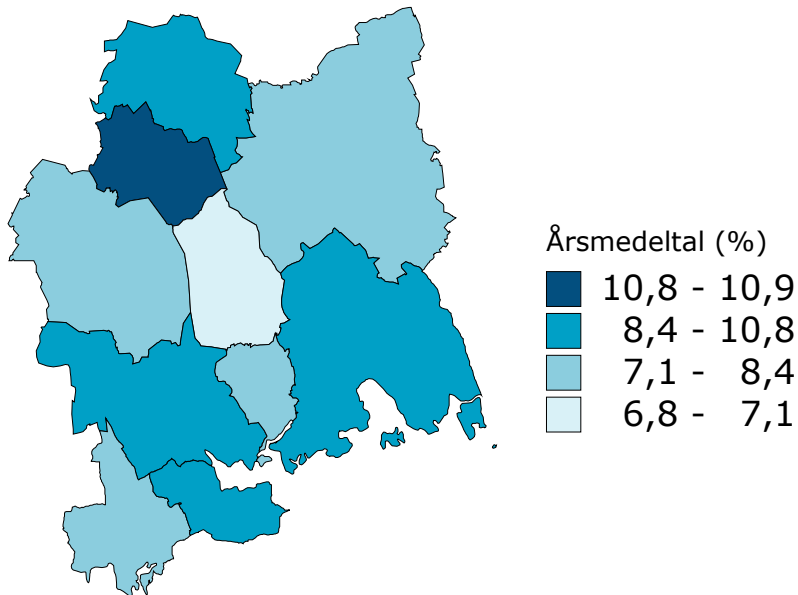 Årsmedeltal (%)
10,8 - 10,9
8,4 - 10,8
7,1 - 8,4
6,8 - 7,1